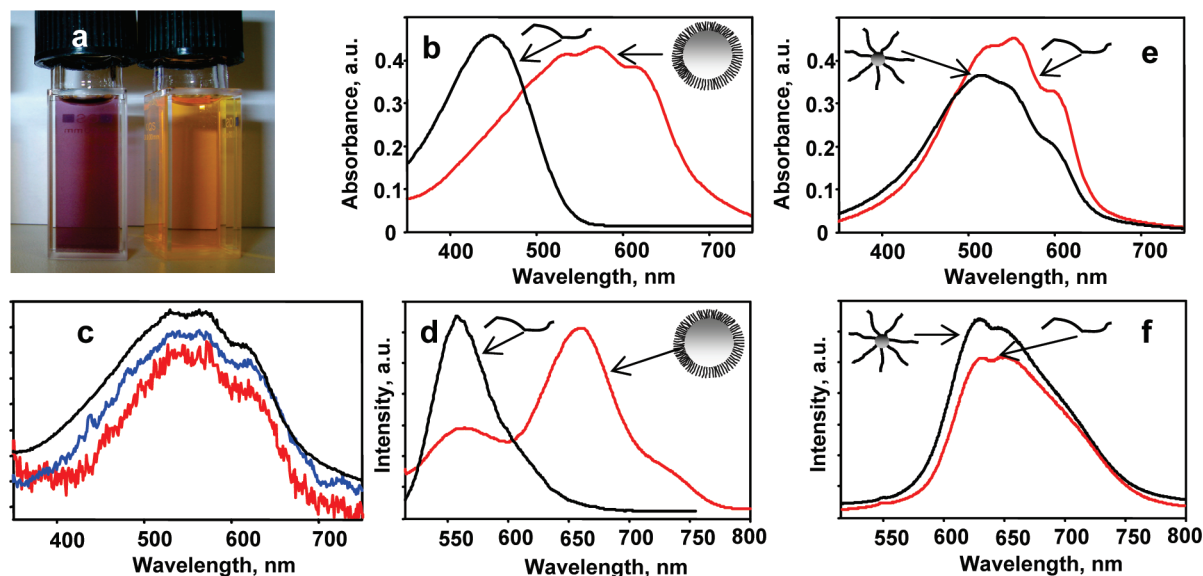 a
b
Absorbance, a.u.
0.4
0.3
0.2
0.1
0
400 500 600 700
Wavelength, nm
e
Absorbance, a.u.
0.4
0.3
0.2
0.1
0
400 500 600 700
Wavelength, nm
c
400 500 600 700
Wavelength, nm
d
Intensity, a.u.
550 600 650 700 750 800
Wavelength, nm
f
Intensity, a.u.
550 600 650 700 750 800
Wavelength, nm